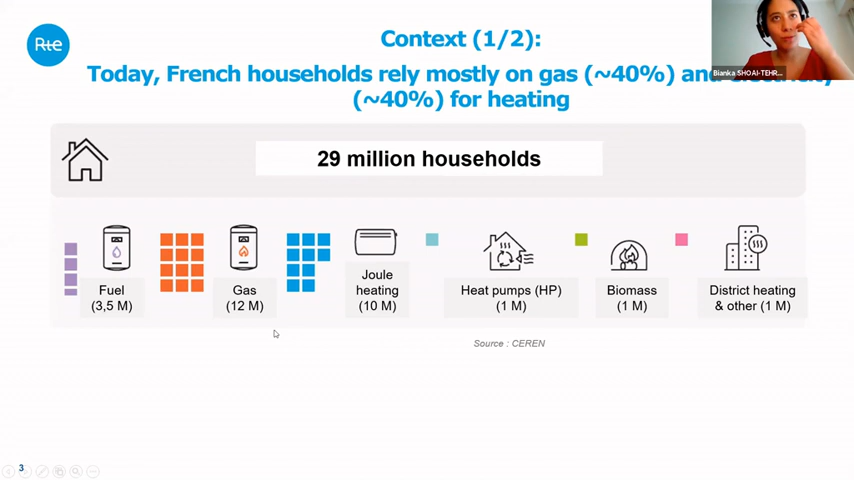 Rte
Context (1/2):
Today, French households rely mostly on gas (~40%) and electricity
(~40%) for heating
Bianka SHOAI-TEHR...
29 million households
Fuel
(3,5 M)
Gas
(12 M)
Joule
heating
(10 M)
Heat pumps (HP)
(1 M)
Biomass
(1 M)
District heating
& other (1 M)
Source : CEREN
3